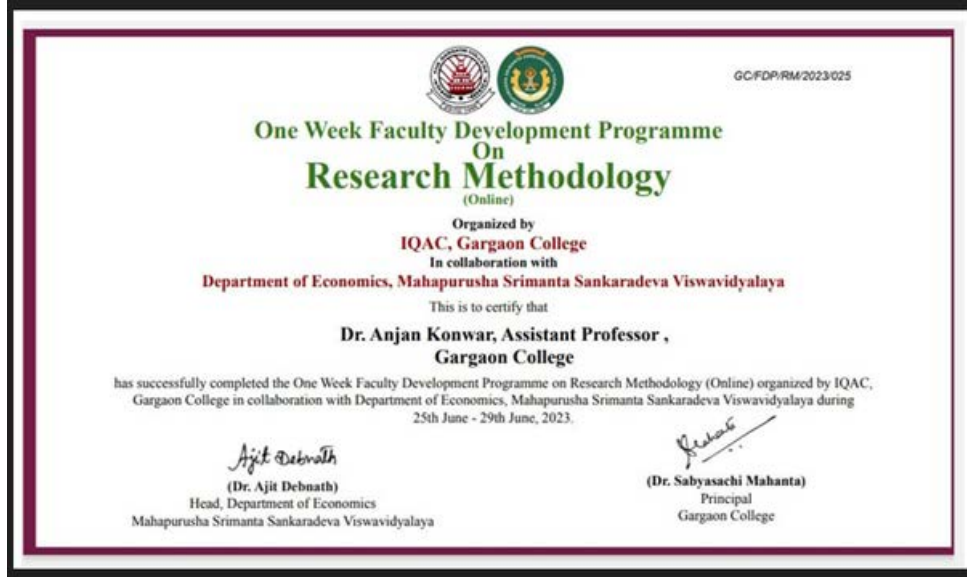 GC/FDP/RM/2023/025
One Week Faculty Development Programme
On
Research Methodology
(Online)
Organized by
IQAC, Gargaon College
In collaboration with
Department of Economics, Mahapurusha Srimanta Sankaradeva Viswavidyalaya
This is to certify that
Dr. Anjan Konwar, Assistant Professor ,
Gargaon College
has successfully completed the One Week Faculty Development Programme on Research Methodology (Online) organized by IQAC,
Gargaon College in collaboration with Department of Economics, Mahapurusha Srimanta Sankaradeva Viswavidyalaya during
25th June - 29th June, 2023.
Ajit Debnath
(Dr. Ajit Debnath)
Head, Department of Economics
Mahapurusha Srimanta Sankaradeva Viswavidyalaya
(Dr. Sabyasachi Mahanta)
Principal
Gargaon College